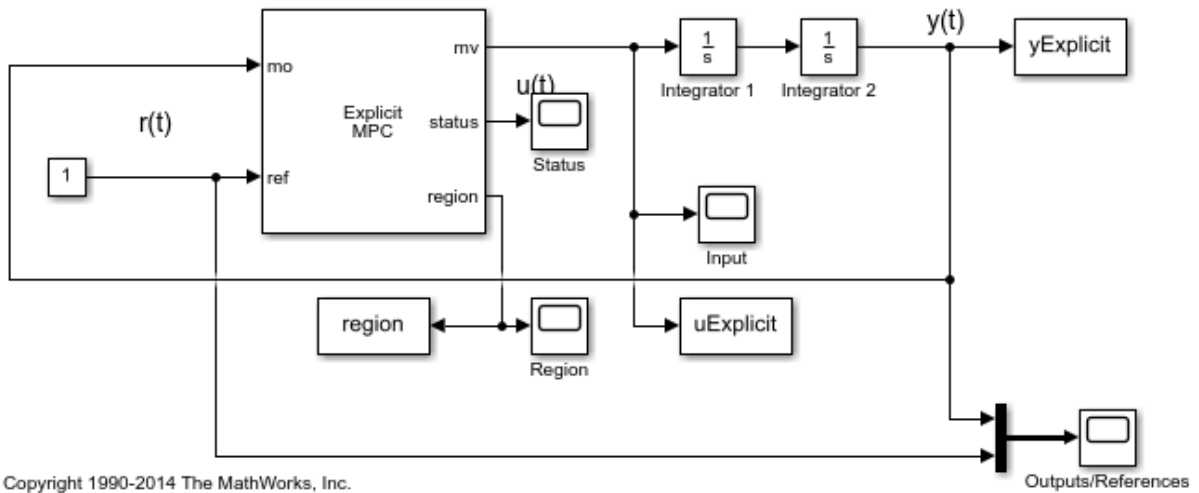 y(t)
mv
1
s
1
s
yExplicit
mo
Integrator 1
Integrator 2
u(t)
r(t)
Explicit
MPC
status
Status
1
ref
region
Input
region
uExplicit
Region
Copyright 1990-2014 The MathWorks, Inc.
Outputs/References